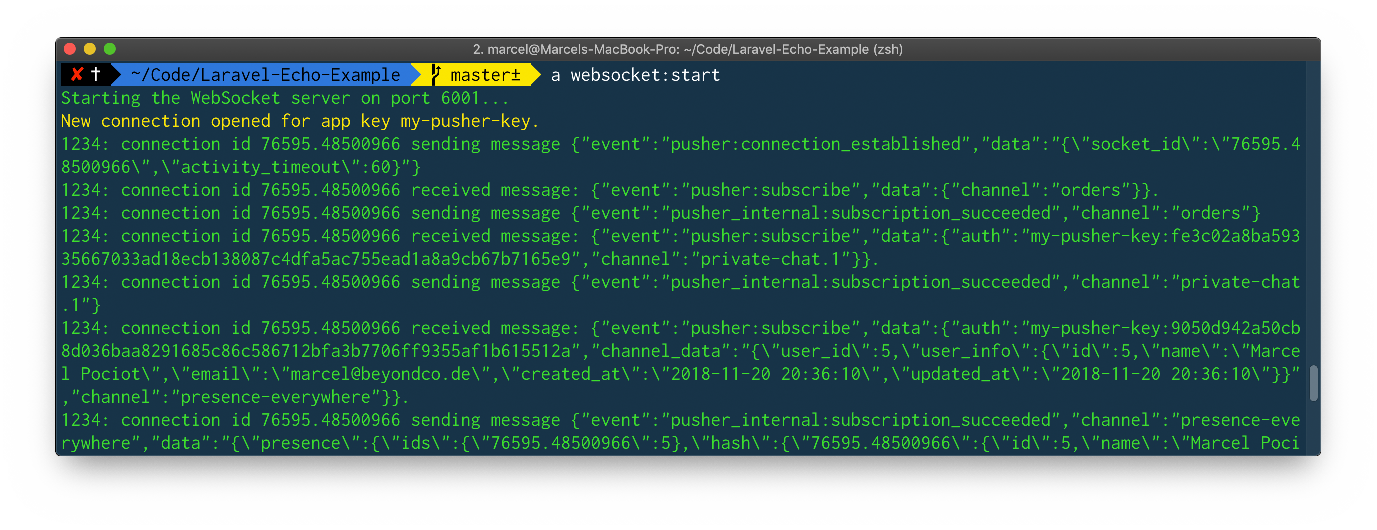 2. marcel@Marcels-MacBook-Pro: ~/Code/Laravel-Echo-Example (zsh)
✘ ✝ ~/Code/Laravel-Echo-Example master± a websocket:start
Starting the WebSocket server on port 6001...
New connection opened for app key my-pusher-key.
1234: connection id 76595.48500966 sending message {"event":"pusher:connection_established","data":"{\"socket_id\":\"76595.4
8500966\",\"activity_timeout\":60}"}
1234: connection id 76595.48500966 received message: {"event":"pusher:subscribe","data":{"channel":"orders"}}.
1234: connection id 76595.48500966 sending message {"event":"pusher_internal:subscription_succeeded","channel":"orders"}
1234: connection id 76595.48500966 received message: {"event":"pusher:subscribe","data":{"auth":"my-pusher-key:fe3c02a8ba593
35667033ad18ecb138087c4dfa5ac755ead1a8a9cb67b7165e9","channel":"private-chat.1"}}.
1234: connection id 76595.48500966 sending message {"event":"pusher_internal:subscription_succeeded","channel":"private-chat
.1"}
1234: connection id 76595.48500966 received message: {"event":"pusher:subscribe","data":{"auth":"my-pusher-key:9050d942a50cb
8d036baa8291685c86c586712bfa3b7706ff9355af1b615512a","channel_data":"{\"user_id\":5,\"user_info\":{\"id\":5,\"name\":\"Marce
l Pociot\",\"email\":\"marcel@beyondco.de\",\"created_at\":\"2018-11-20 20:36:10\",\"updated_at\":\"2018-11-20 20:36:10\"}}"
,"channel":"presence-everywhere"}}.
1234: connection id 76595.48500966 sending message {"event":"pusher_internal:subscription_succeeded","channel":"presence-eve
rywhere","data":"{\"presence\":{\"ids\":{\"76595.48500966\":5},\"hash\":{\"76595.48500966\":{\"id\":5,\"name\":\"Marcel Poci